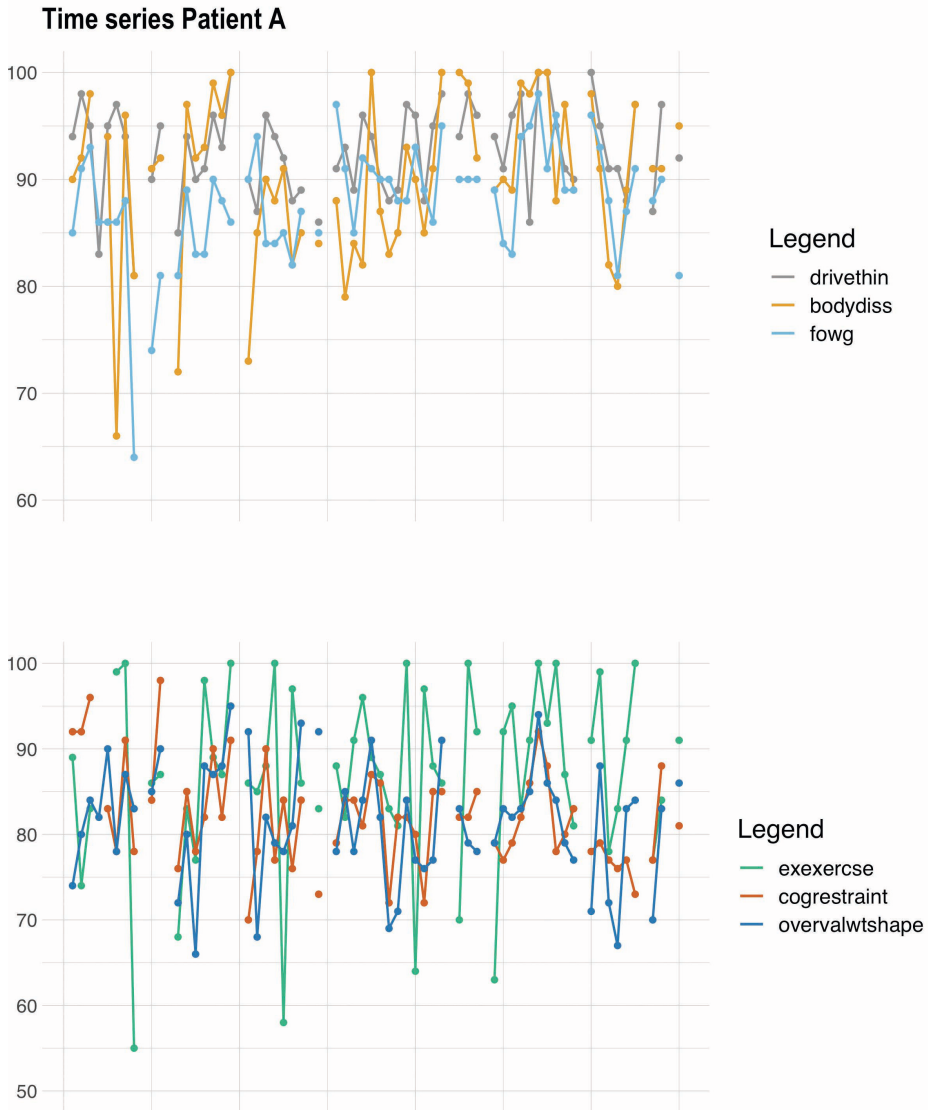 Time series Patient A
100
90
80
70
60
Legend
drivethin
bodydiss
fowg
100
90
80
70
60
50
Legend
exexercse
cogrestraint
overvalwtshape